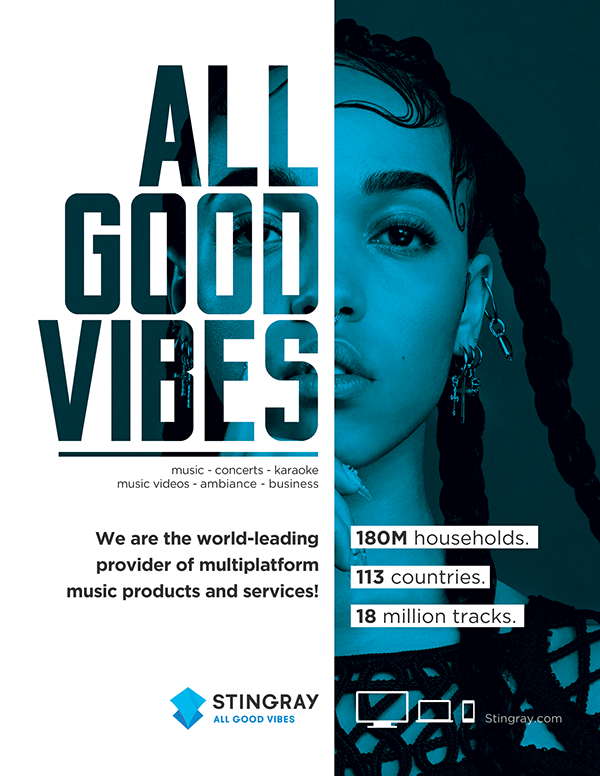 ALL
GOOD
VIBES
music - concerts - karaoke
music videos - ambiance - business
We are the world-leading
provider of multiplatform
music products and services!
180M households.
113 countries.
18 million tracks.
STINGRAY
ALL GOOD VIBES
Stingray.com